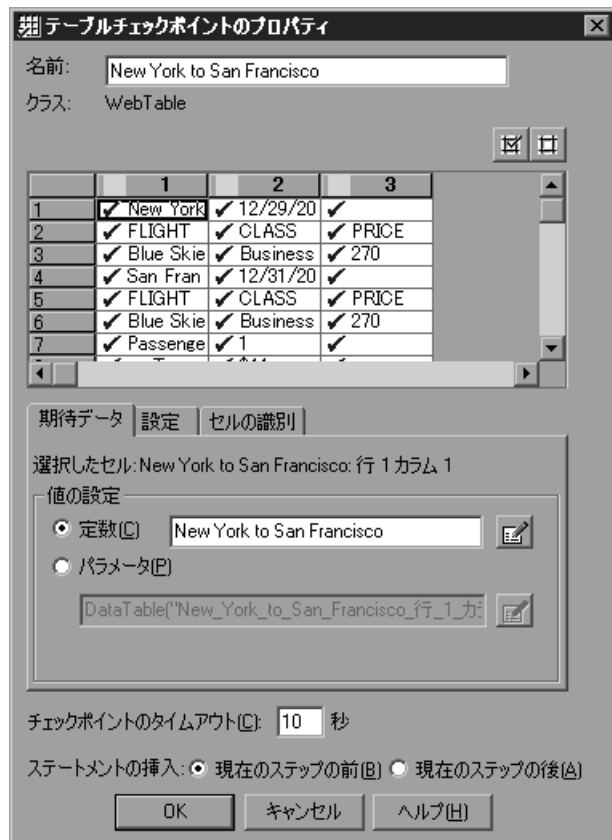 テーブルチェックポイントのプロパティ
名前: New York to San Francisco
クラス: WebTable
1 2 3
1 New York 12/29/20
2 FLIGHT CLASS PRICE
3 Blue Skie Business 270
4 San Fran 12/31/20
5 FLIGHT CLASS PRICE
6 Blue Skie Business 270
7 Passenge 1
期待データ 設定 セルの識別
選択したセル:New York to San Francisco: 行 1 カラム 1
値の設定
定数(C) New York to San Francisco
パラメータ(P)
DataTable("New_York_to_San_Francisco_行_1_カラ
チェックポイントのタイムアウト(C): 10 秒
ステートメントの挿入: 現在のステップの前(B) 現在のステップの後(A)
OK キャンセル ヘルプ(H)